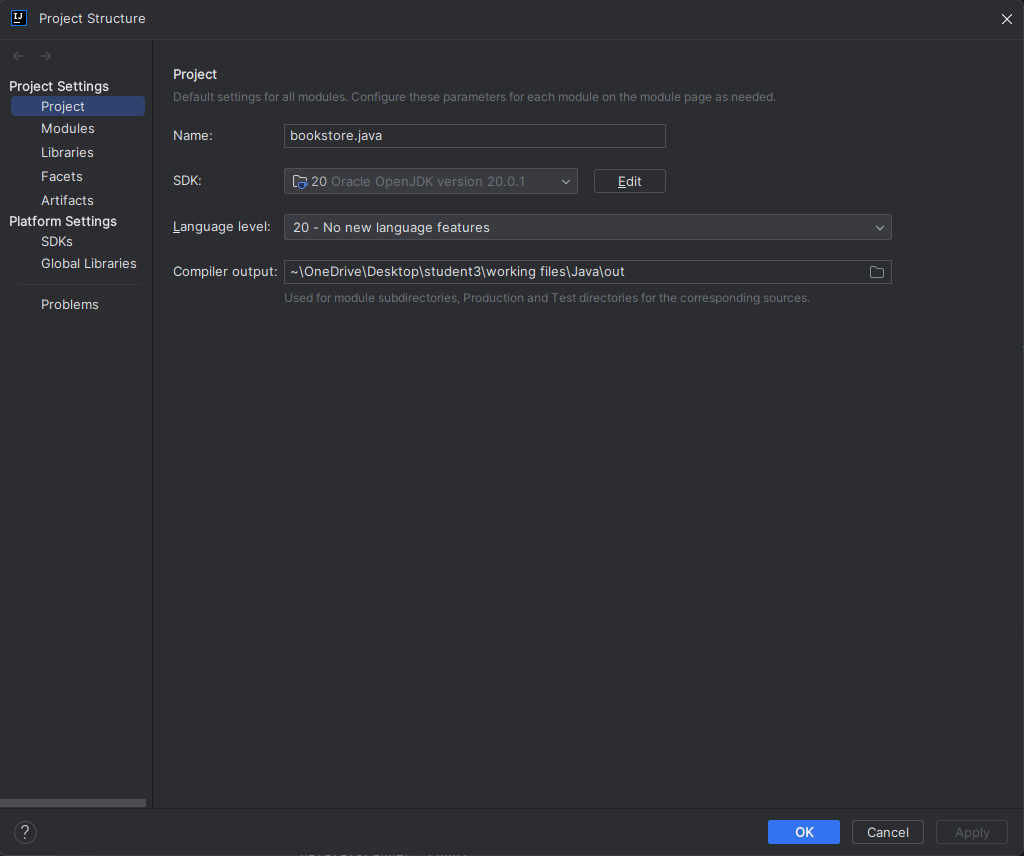 Project Structure
Project Settings
Project
Modules
Libraries
Facets
Artifacts
Platform Settings
SDKs
Global Libraries
Problems
Project
Default settings for all modules. Configure these parameters for each module on the module page as needed.
Name: bookstore.java
SDK: 20 Oracle OpenJDK version 20.0.1 Edit
Language level: 20 - No new language features
Compiler output: ~\OneDrive\Desktop\student3\working files\Java\out
Used for module subdirectories, Production and Test directories for the corresponding sources.
? OK Cancel Apply